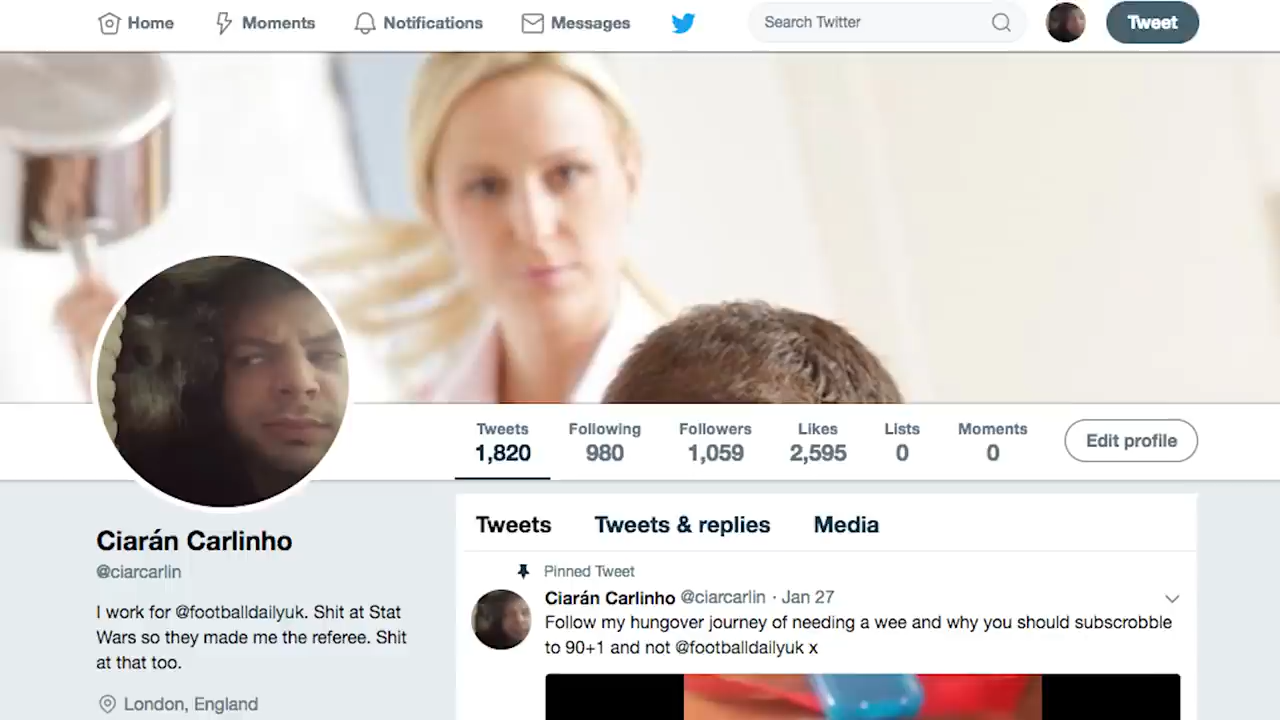 Home Moments Notifications Messages Search Twitter Tweet
Tweets Following Followers Likes Lists Moments
1,820 980 1,059 2,595 0 0
Edit profile
Ciarán Carlinho
@ciarcarlin
I work for @footballdailyuk. Shit at Stat
Wars so they made me the referee. Shit
at that too.
London, England
Tweets Tweets & replies Media
Pinned Tweet
Ciarán Carlinho @ciarcarlin · Jan 27
Follow my hungover journey of needing a wee and why you should subscrobble
to 90+1 and not @footballdailyuk x